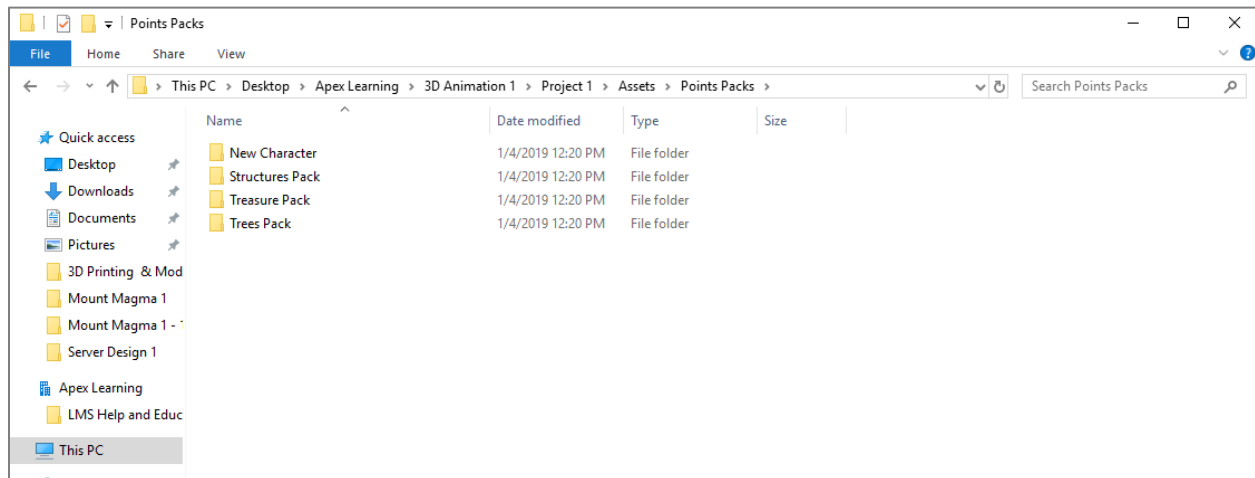 Points Packs
File Home Share View
This PC > Desktop > Apex Learning > 3D Animation 1 > Project 1 > Assets > Points Packs >
Search Points Packs
Name Date modified Type Size
New Character 1/4/2019 12:20 PM File folder
Structures Pack 1/4/2019 12:20 PM File folder
Treasure Pack 1/4/2019 12:20 PM File folder
Trees Pack 1/4/2019 12:20 PM File folder
Quick access
Desktop
Downloads
Documents
Pictures
3D Printing & Mod
Mount Magma 1
Mount Magma 1 -
Server Design 1
Apex Learning
LMS Help and Educ
This PC